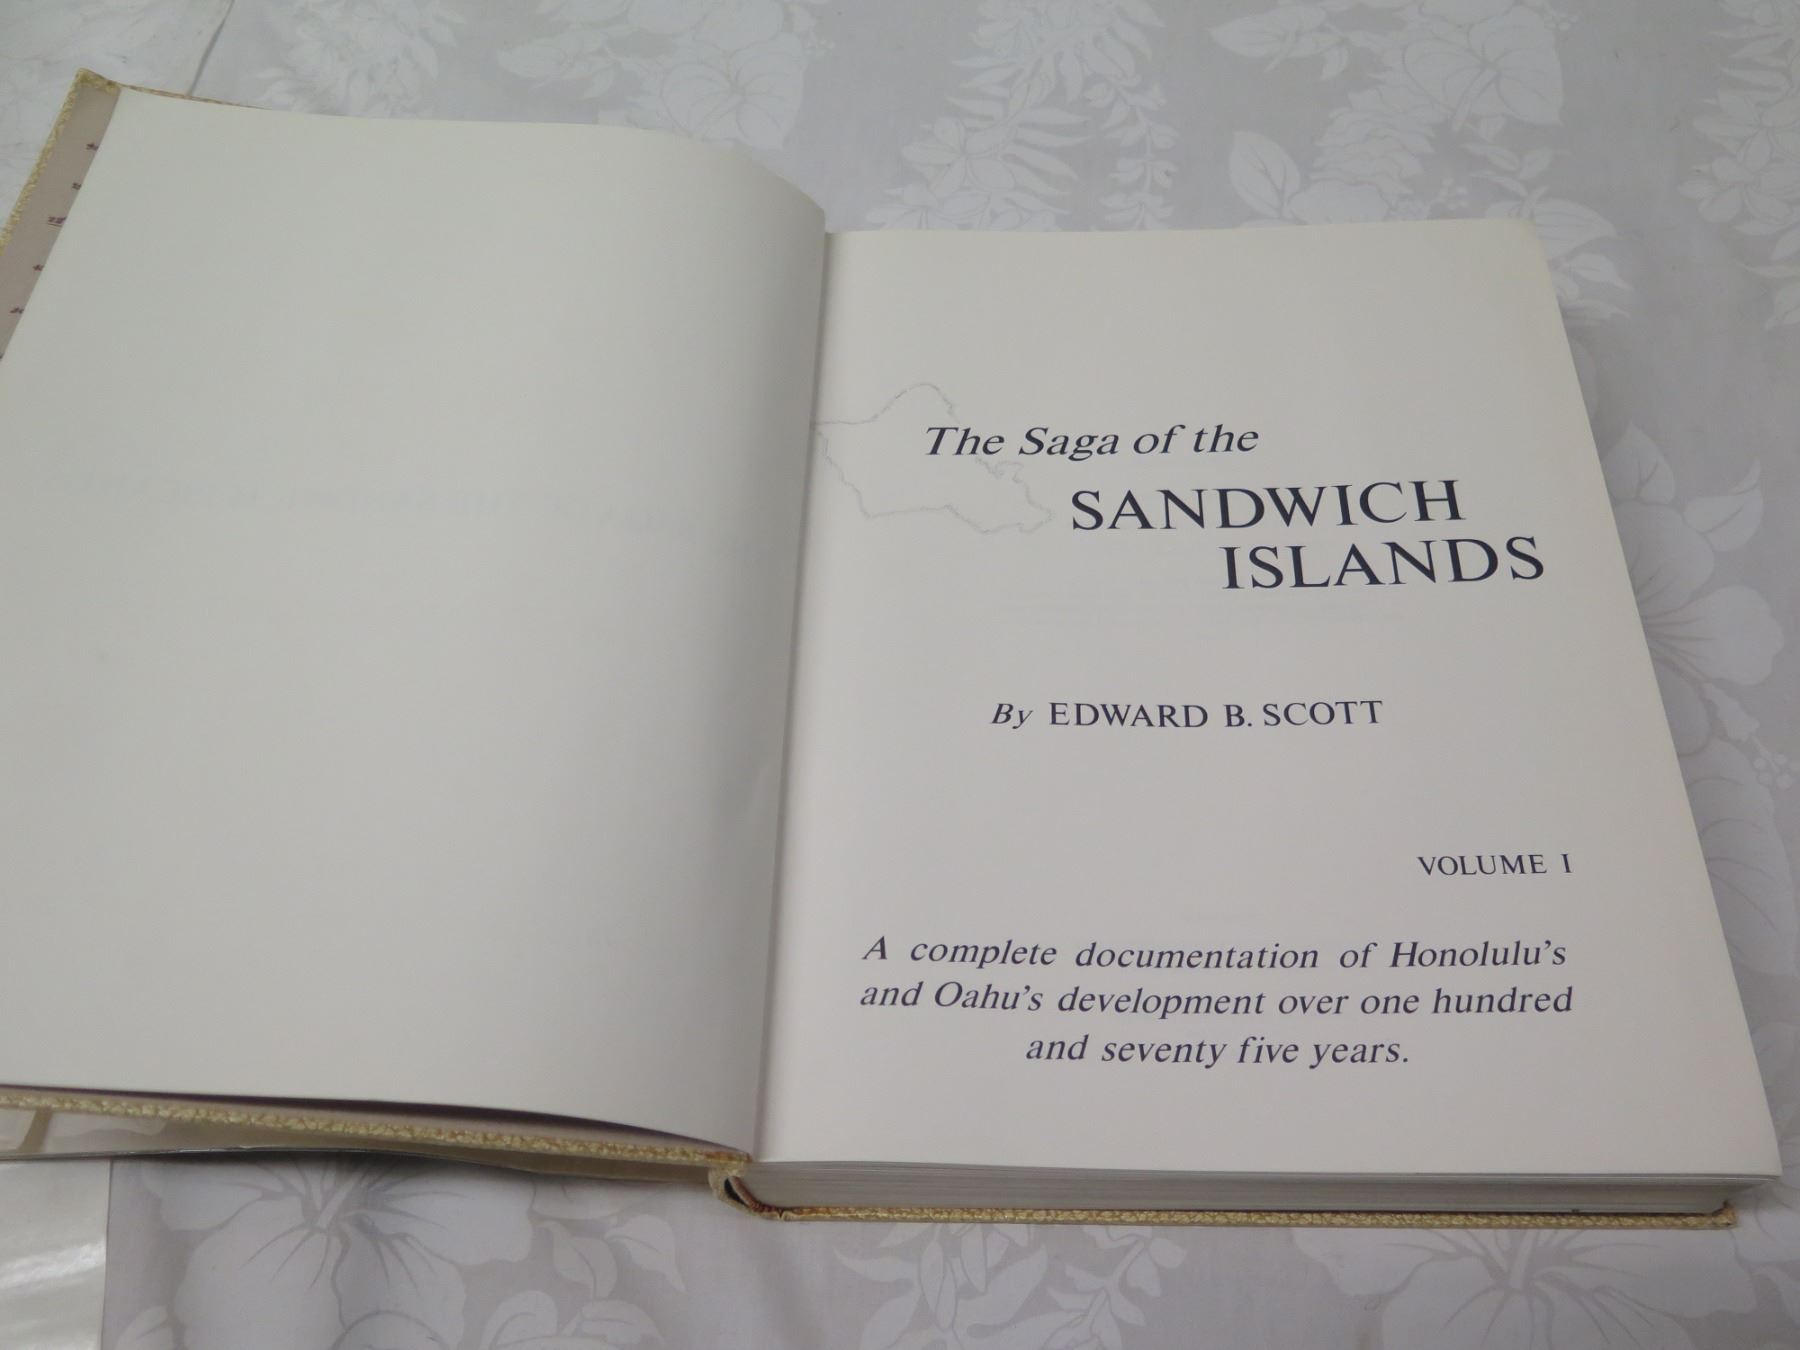 The Saga of the
SANDWICH
ISLANDS
By EDWARD B. SCOTT
VOLUME I
A complete documentation of Honolulu's
and Oahu's development over one hundred
and seventy five years.